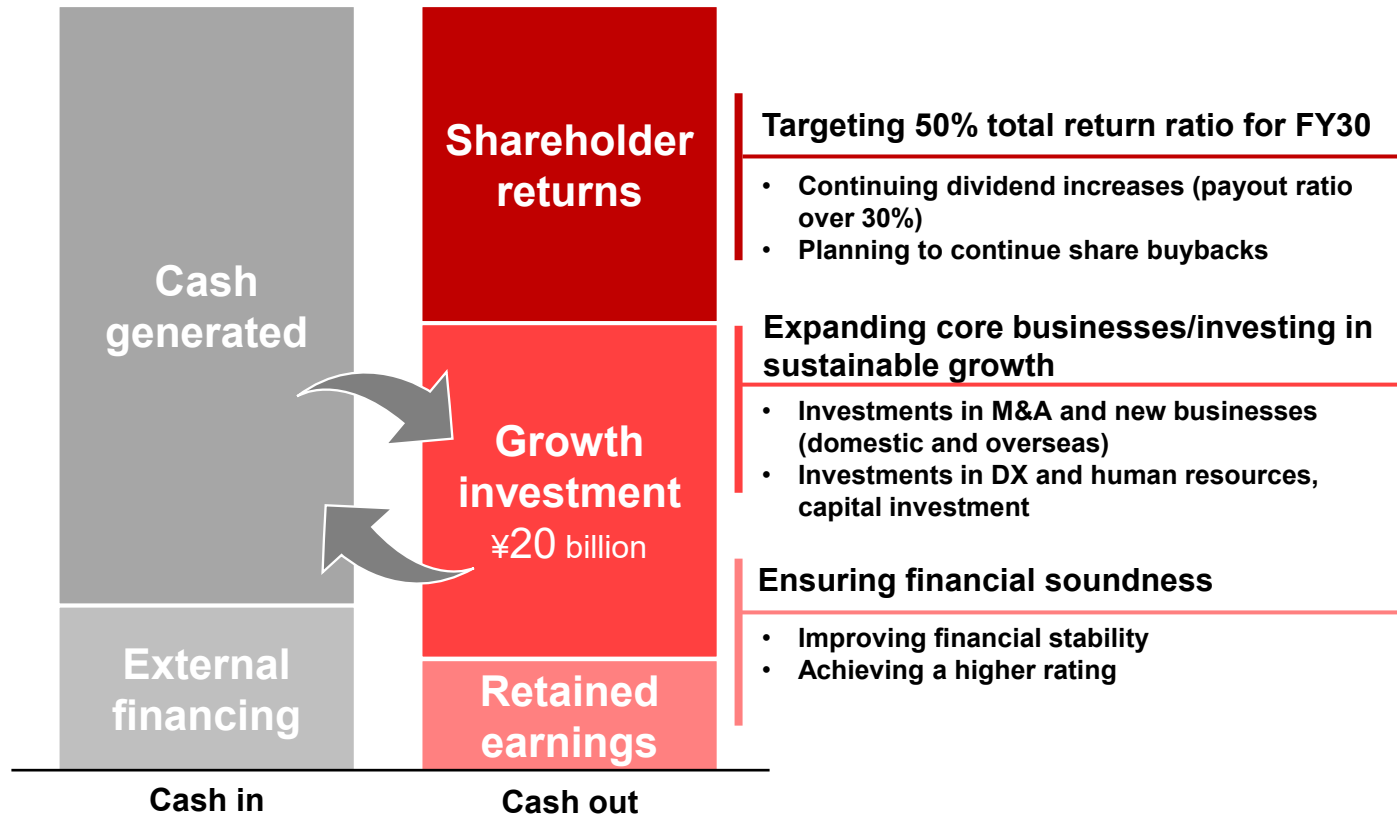 Cash
generated
External
financing
Cash in
Shareholder
returns
Growth
investment
¥20 billion
Retained
earnings
Cash out
Targeting 50% total return ratio for FY30
• Continuing dividend increases (payout ratio
over 30%)
• Planning to continue share buybacks
Expanding core businesses/investing in
sustainable growth
• Investments in M&A and new businesses
(domestic and overseas)
• Investments in DX and human resources,
capital investment
Ensuring financial soundness
• Improving financial stability
• Achieving a higher rating